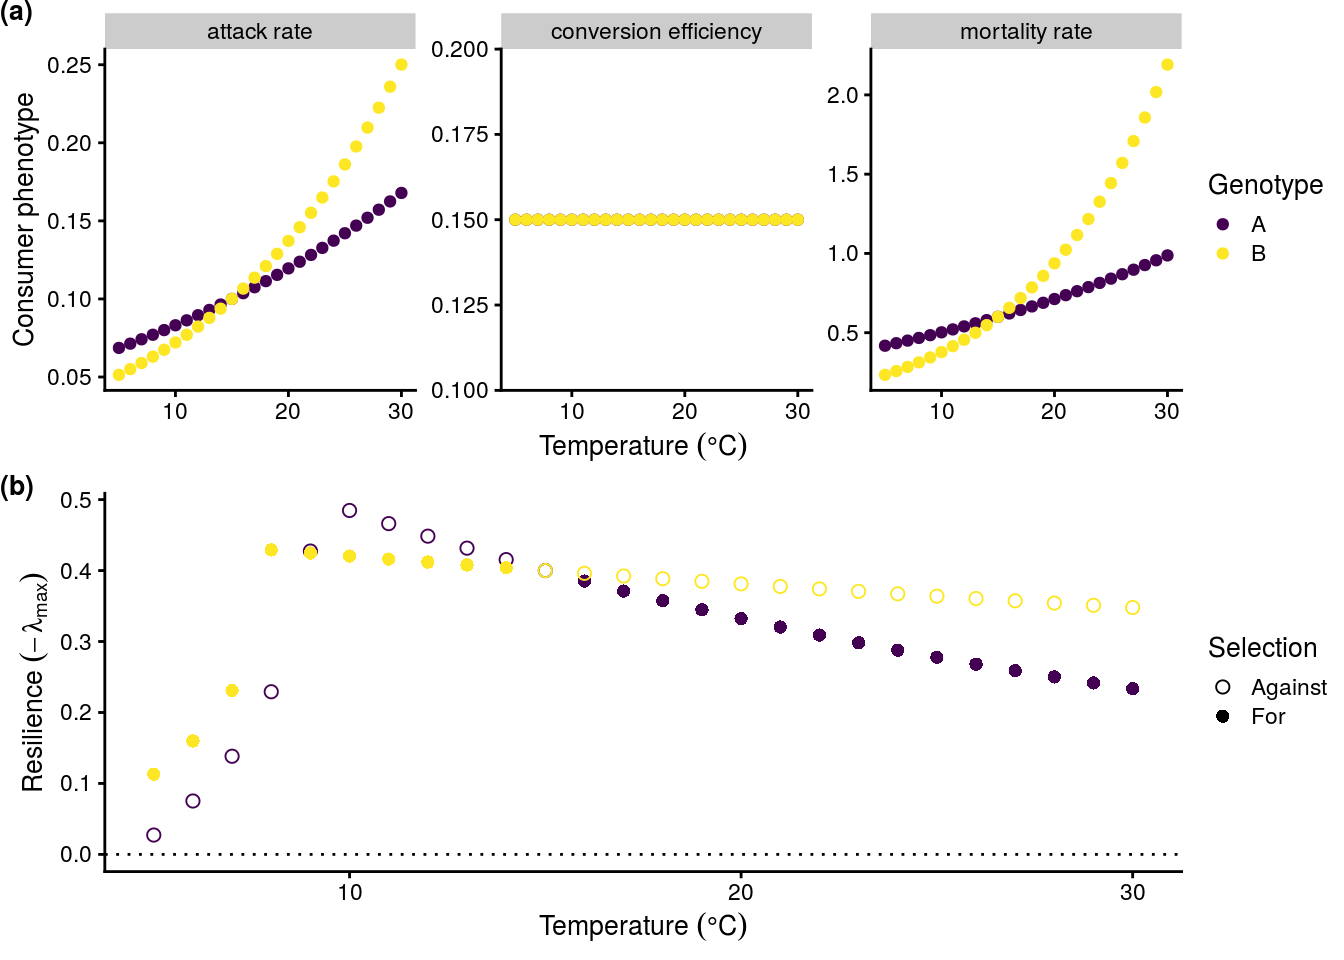 (a)
attack rate
conversion efficiency
mortality rate
Consumer phenotype
0.25
0.20
0.15
0.10
0.05
0.200
0.175
0.150
0.125
0.100
2.0
1.5
1.0
0.5
10 20 30
10 20 30
10 20 30
Temperature (°C)
Genotype
A
B
(b)
Resilience (−λmax)
0.5
0.4
0.3
0.2
0.1
0.0
10 20 30
Temperature (°C)
Selection
Against
For